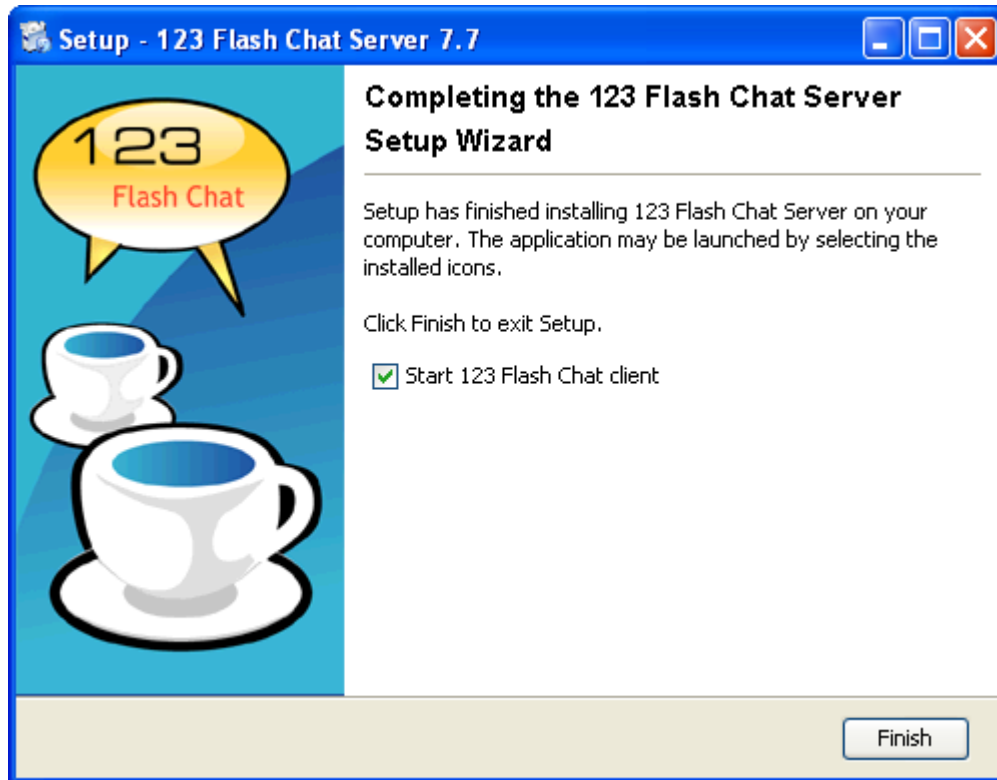 Setup - 123 Flash Chat Server 7.7
123
Flash Chat
Completing the 123 Flash Chat Server
Setup Wizard
Setup has finished installing 123 Flash Chat Server on your
computer. The application may be launched by selecting the
installed icons.
Click Finish to exit Setup.
Start 123 Flash Chat client
Finish